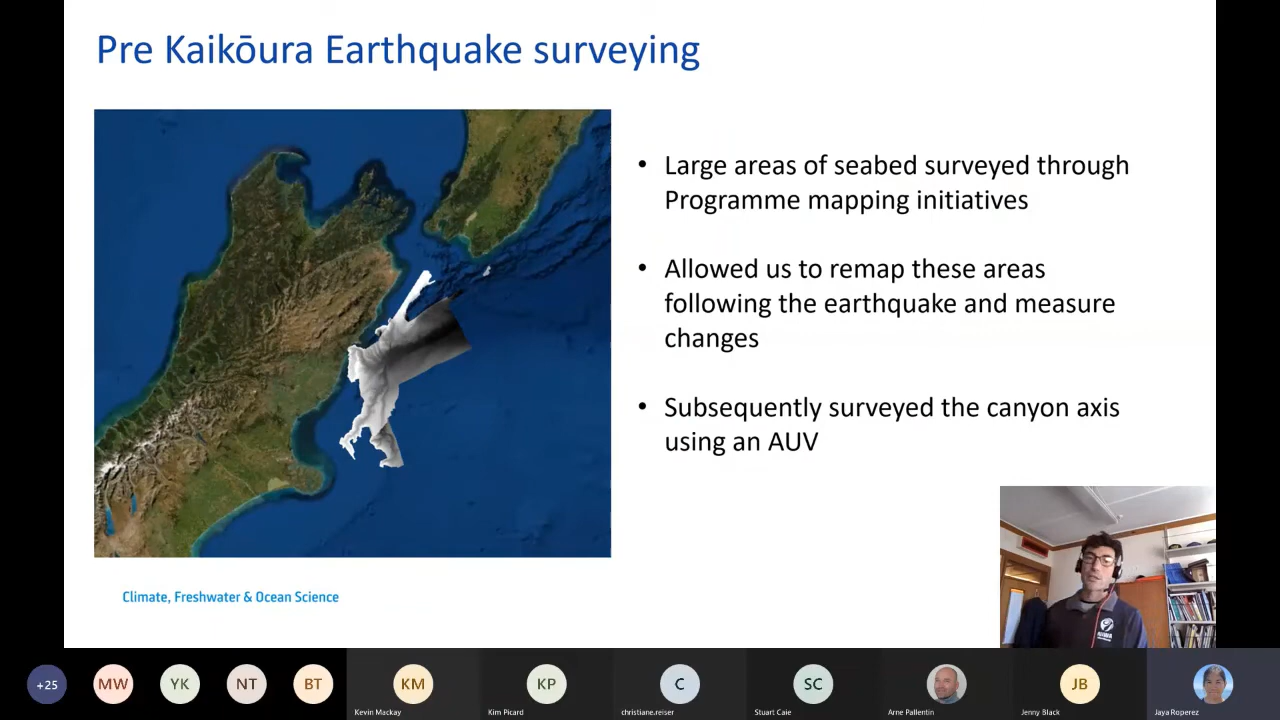 Pre Kaikōura Earthquake surveying
• Large areas of seabed surveyed through
Programme mapping initiatives
• Allowed us to remap these areas
following the earthquake and measure
changes
• Subsequently surveyed the canyon axis
using an AUV
Climate, Freshwater & Ocean Science
NIWA
+25
MW
YK
NT
BT
KM
KP
C
SC
JB
Kevin Mackay
Kim Picard
christiane.reiser
Stuart Caie
Arne Pallentin
Jenny Black
Jaya Roperez